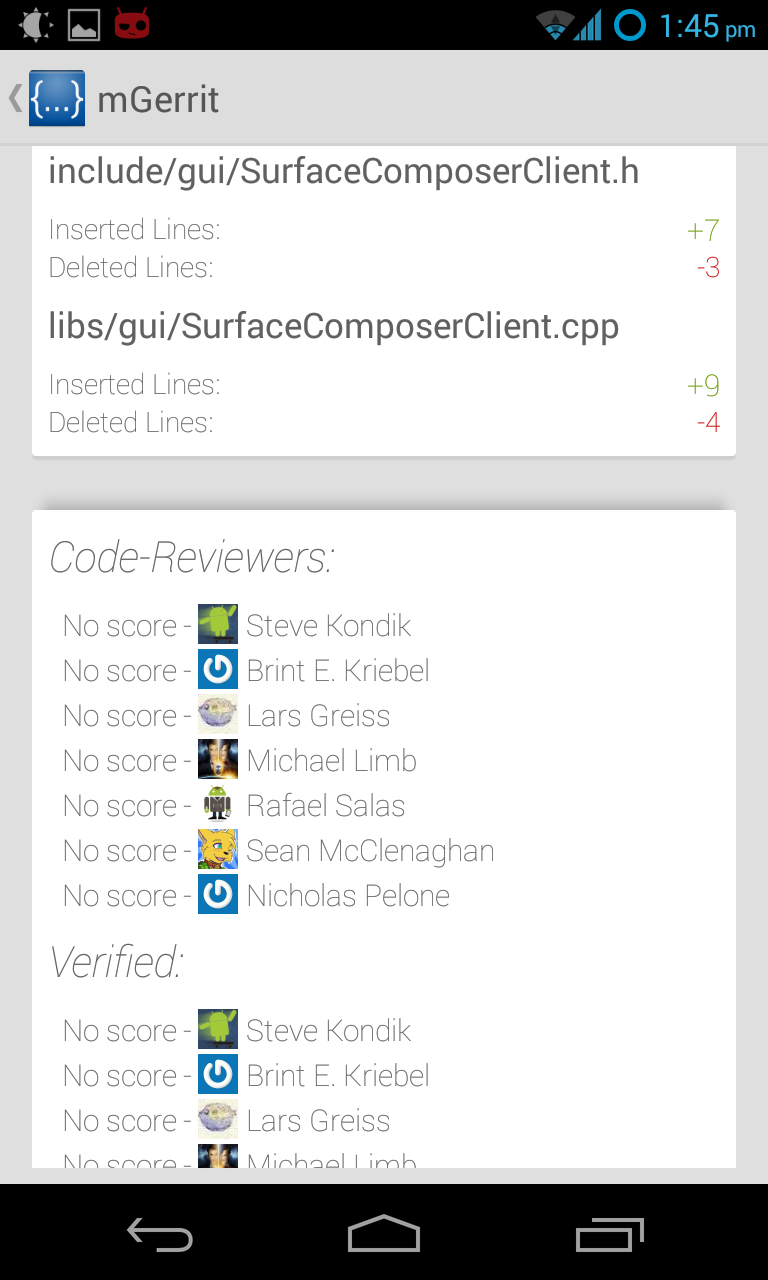 1:45 pm
{...} mGerrit
include/gui/SurfaceComposerClient.h
Inserted Lines: +7
Deleted Lines: -3
libs/gui/SurfaceComposerClient.cpp
Inserted Lines: +9
Deleted Lines: -4
Code-Reviewers:
No score - Steve Kondik
No score - Brint E. Kriebel
No score - Lars Greiss
No score - Michael Limb
No score - Rafael Salas
No score - Sean McClenaghan
No score - Nicholas Pelone
Verified:
No score - Steve Kondik
No score - Brint E. Kriebel
No score - Lars Greiss
No score - Michael Limb